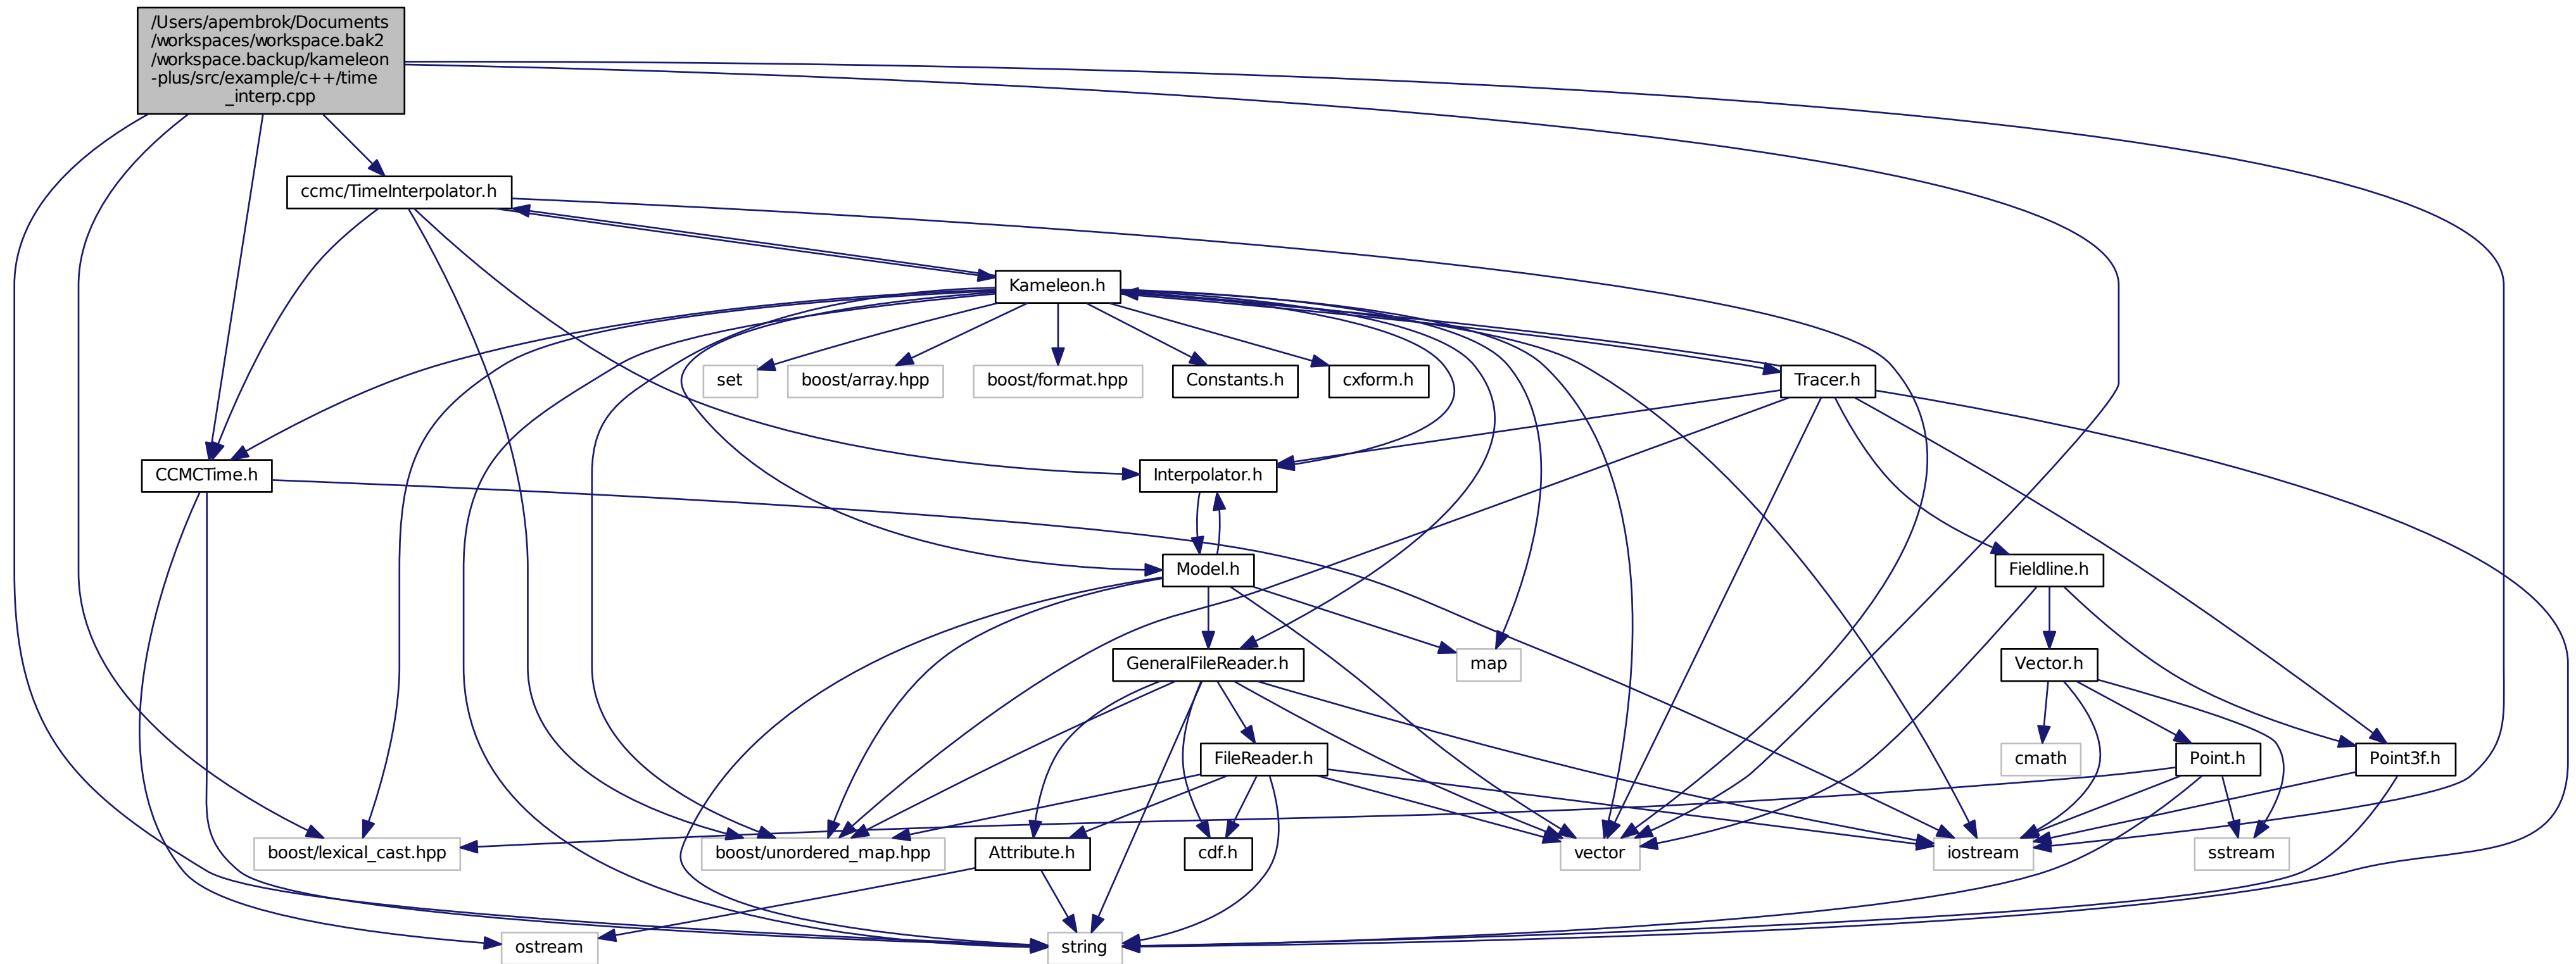 /Users/apembrok/Documents
/workspaces/workspace.bak2
/workspace.backup/kameleon
-plus/src/example/c++/time
_interp.cpp
ccmc/TimeInterpolator.h
Kameleon.h
set
boost/array.hpp
boost/format.hpp
Constants.h
cxform.h
Tracer.h
CCMCTime.h
Interpolator.h
Model.h
Fieldline.h
GeneralFileReader.h
map
Vector.h
FileReader.h
cmath
Point.h
Point3f.h
boost/lexical_cast.hpp
boost/unordered_map.hpp
Attribute.h
cdf.h
vector
iostream
sstream
ostream
string